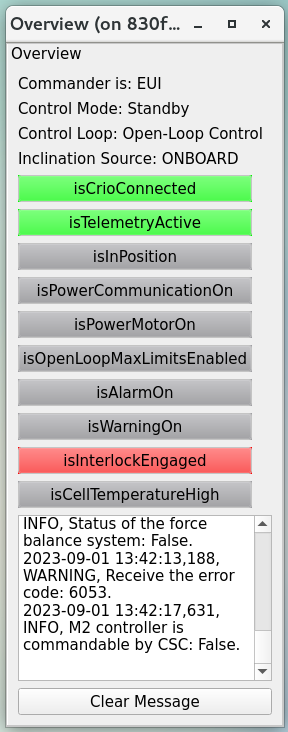 Overview (on 830f...
Overview
Commander is: EUI
Control Mode: Standby
Control Loop: Open-Loop Control
Inclination Source: ONBOARD
isCrioConnected
isTelemetryActive
isInPosition
isPowerCommunicationOn
isPowerMotorOn
isOpenLoopMaxLimitsEnabled
isAlarmOn
isWarningOn
isInterlockEngaged
isCellTemperatureHigh
INFO, Status of the force
balance system: False.
2023-09-01 13:42:13,188,
WARNING, Receive the error
code: 6053.
2023-09-01 13:42:17,631,
INFO, M2 controller is
commandable by CSC: False.
Clear Message